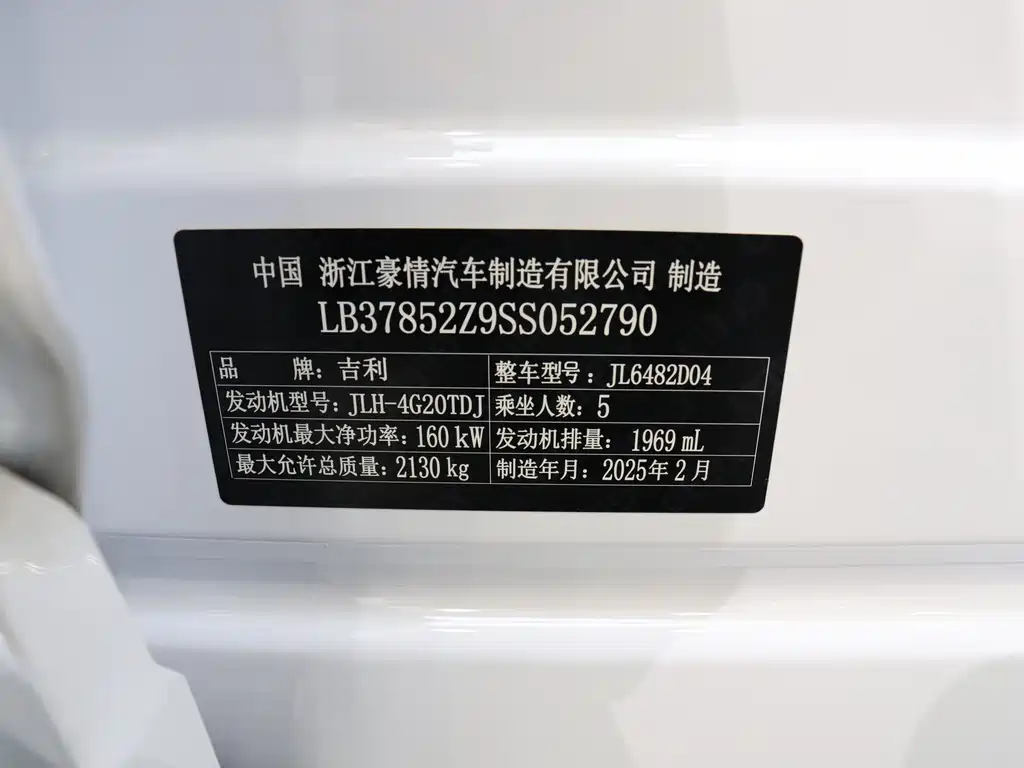 中国 浙江豪情汽车制造有限公司 制造
LB37852Z9SS052790
品 牌：吉利 整车型号：JL6482D04
发动机型号：JLH-4G20TDJ 乘坐人数：5
发动机最大净功率：160 kW 发动机排量：1969 mL
最大允许总质量：2130 kg 制造年月：2025年 2 月